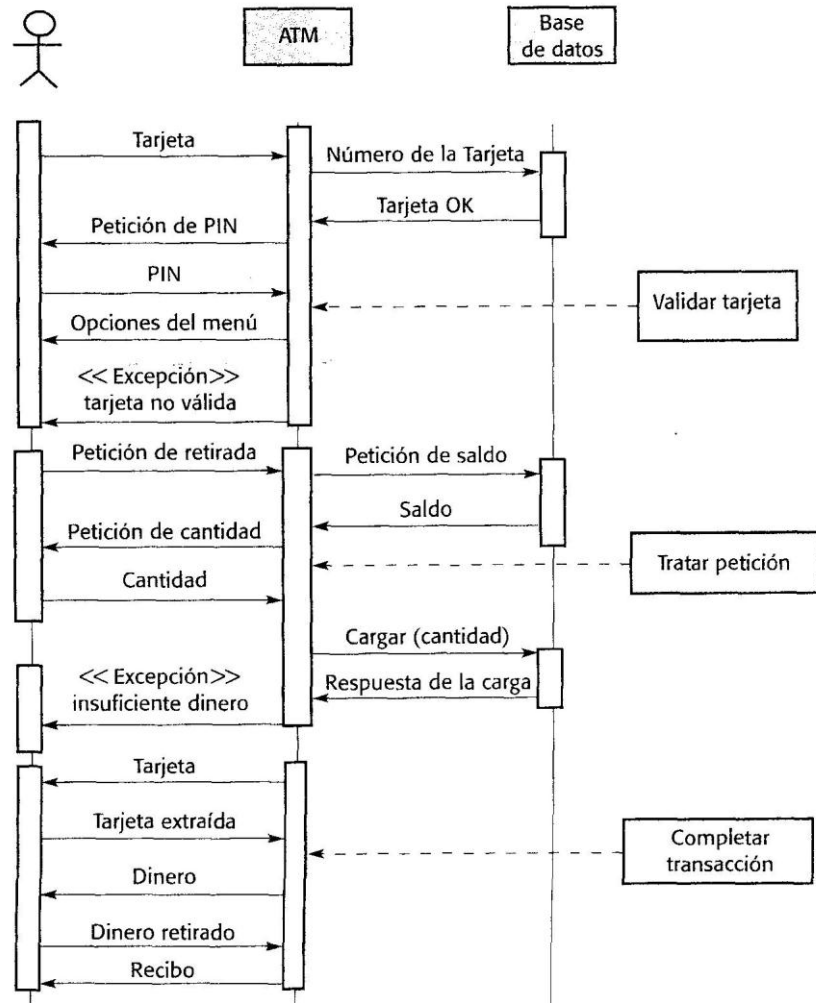 ATM
Base
de datos
Tarjeta
Número de la Tarjeta
Tarjeta OK
Petición de PIN
PIN
Validar tarjeta
Opciones del menú
<< Excepción>>
tarjeta no válida
Petición de retirada
Petición de saldo
Saldo
Petición de cantidad
Tratar petición
Cantidad
Cargar (cantidad)
<< Excepción>>
insuficiente dinero
Respuesta de la carga
Tarjeta
Tarjeta extraída
Completar
transacción
Dinero
Dinero retirado
Recibo